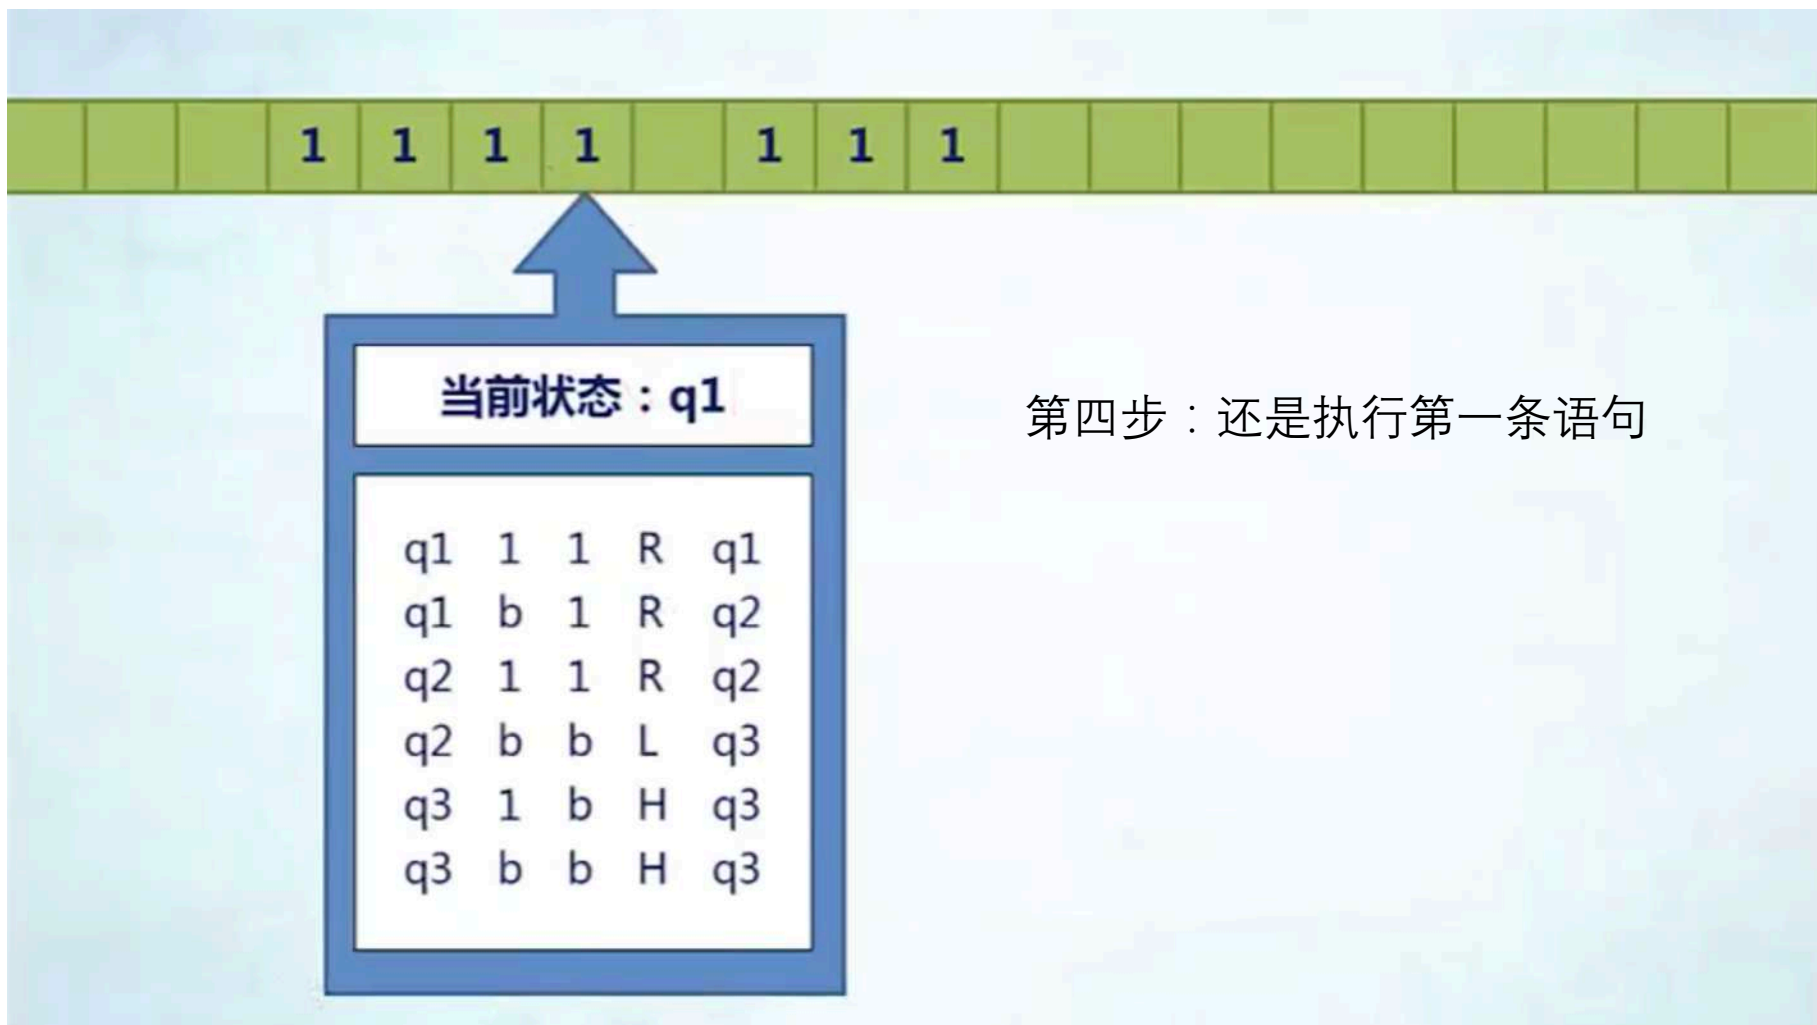 1 1 1 1 1 1 1
当前状态：q1
第四步：还是执行第一条语句
q1 1 1 R q1
q1 b 1 R q2
q2 1 1 R q2
q2 b b L q3
q3 1 b H q3
q3 b b H q3